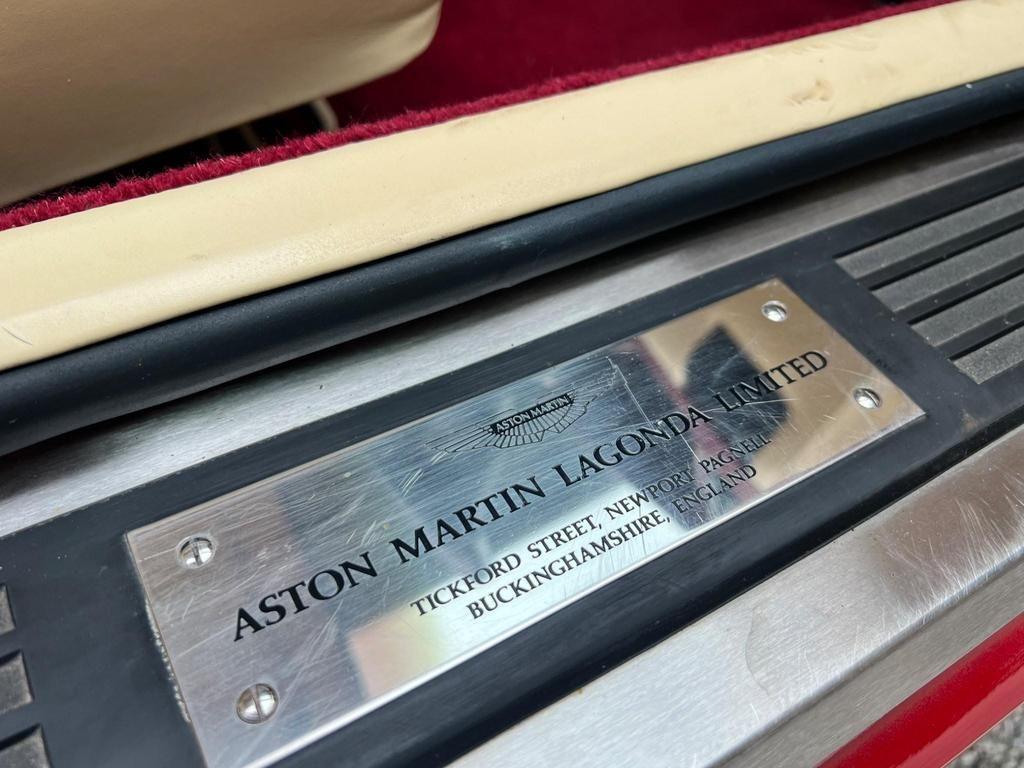 ASTON MARTIN
ASTON MARTIN LAGONDA LIMITED
TICKFORD STREET, NEWPORT PAGNELL
BUCKINGHAMSHIRE, ENGLAND